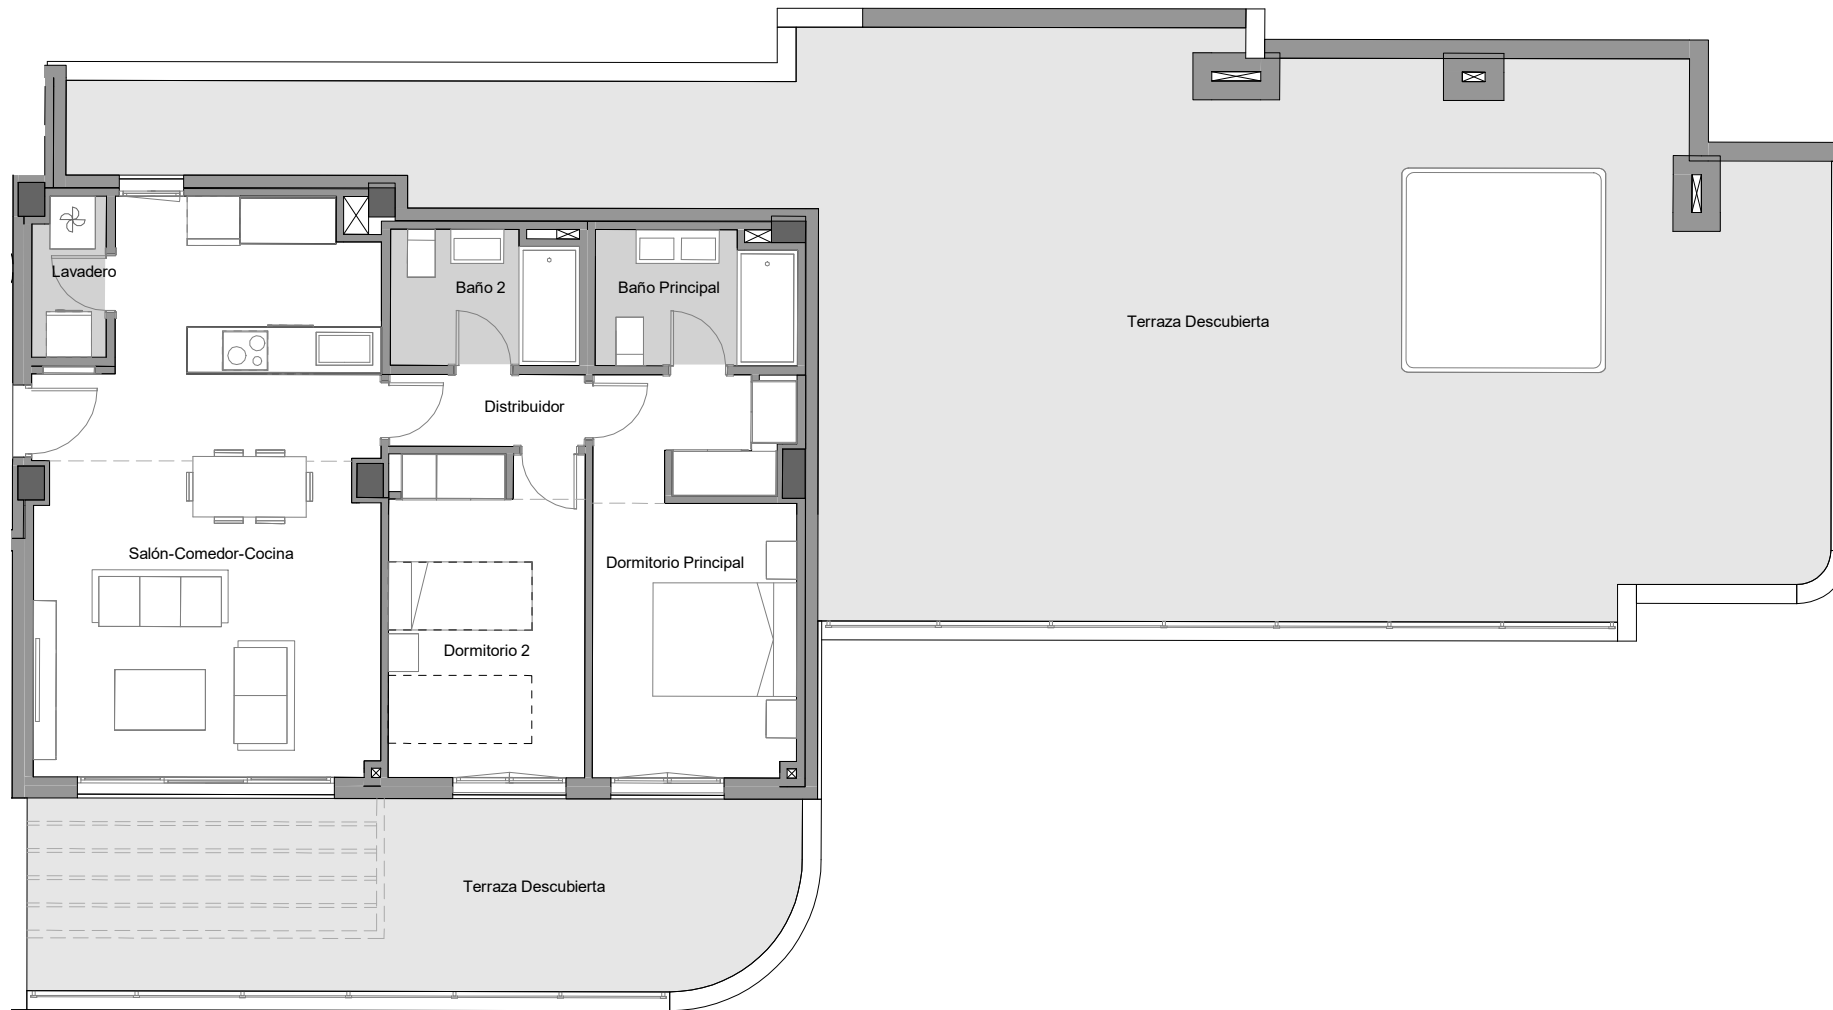 Lavadero
Baño 2
Baño Principal
Terraza Descubierta
Distribuidor
Salón-Comedor-Cocina
Dormitorio Principal
Dormitorio 2
Terraza Descubierta